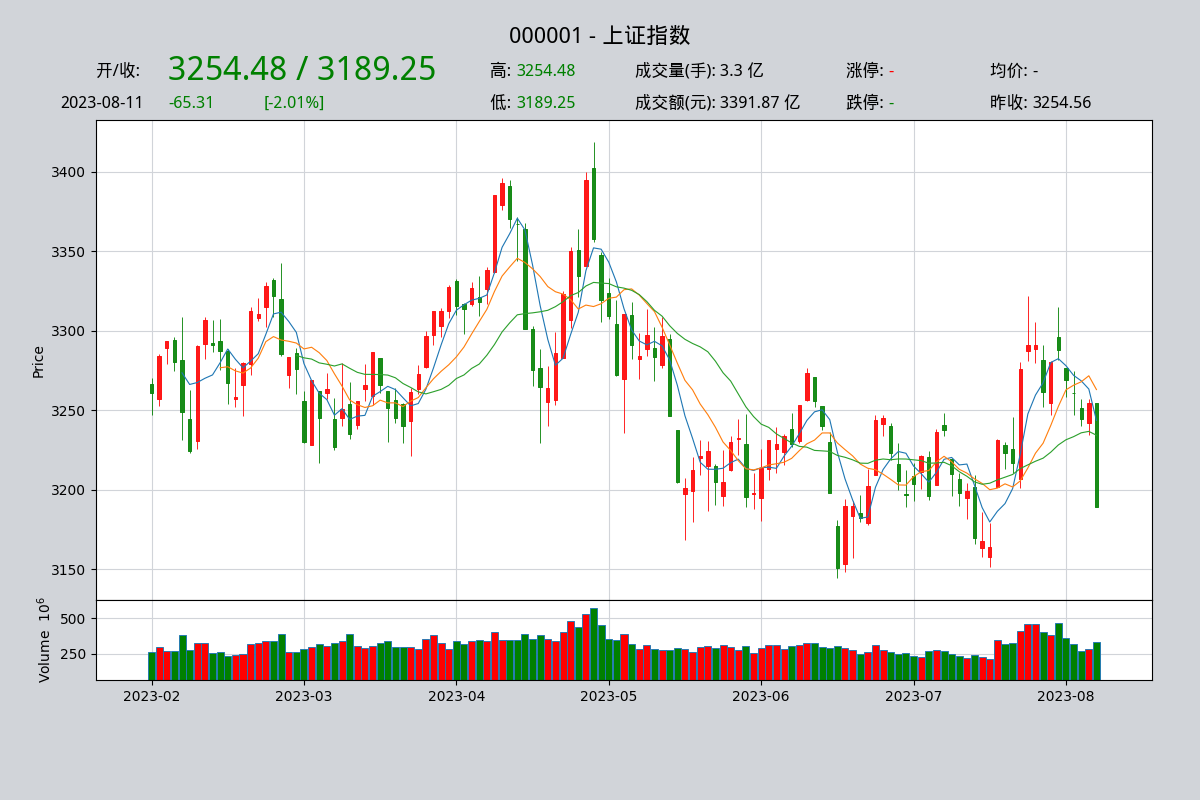 000001 - 上证指数
开/收: 3254.48 / 3189.25 高: 3254.48 成交量(手): 3.3 亿 涨停: - 均价: -
2023-08-11 -65.31 [-2.01%] 低: 3189.25 成交额(元): 3391.87 亿 跌停: - 昨收: 3254.56
3400
3350
3300
3250
3200
3150
Price
500
250
Volume 10⁶
2023-02 2023-03 2023-04 2023-05 2023-06 2023-07 2023-08